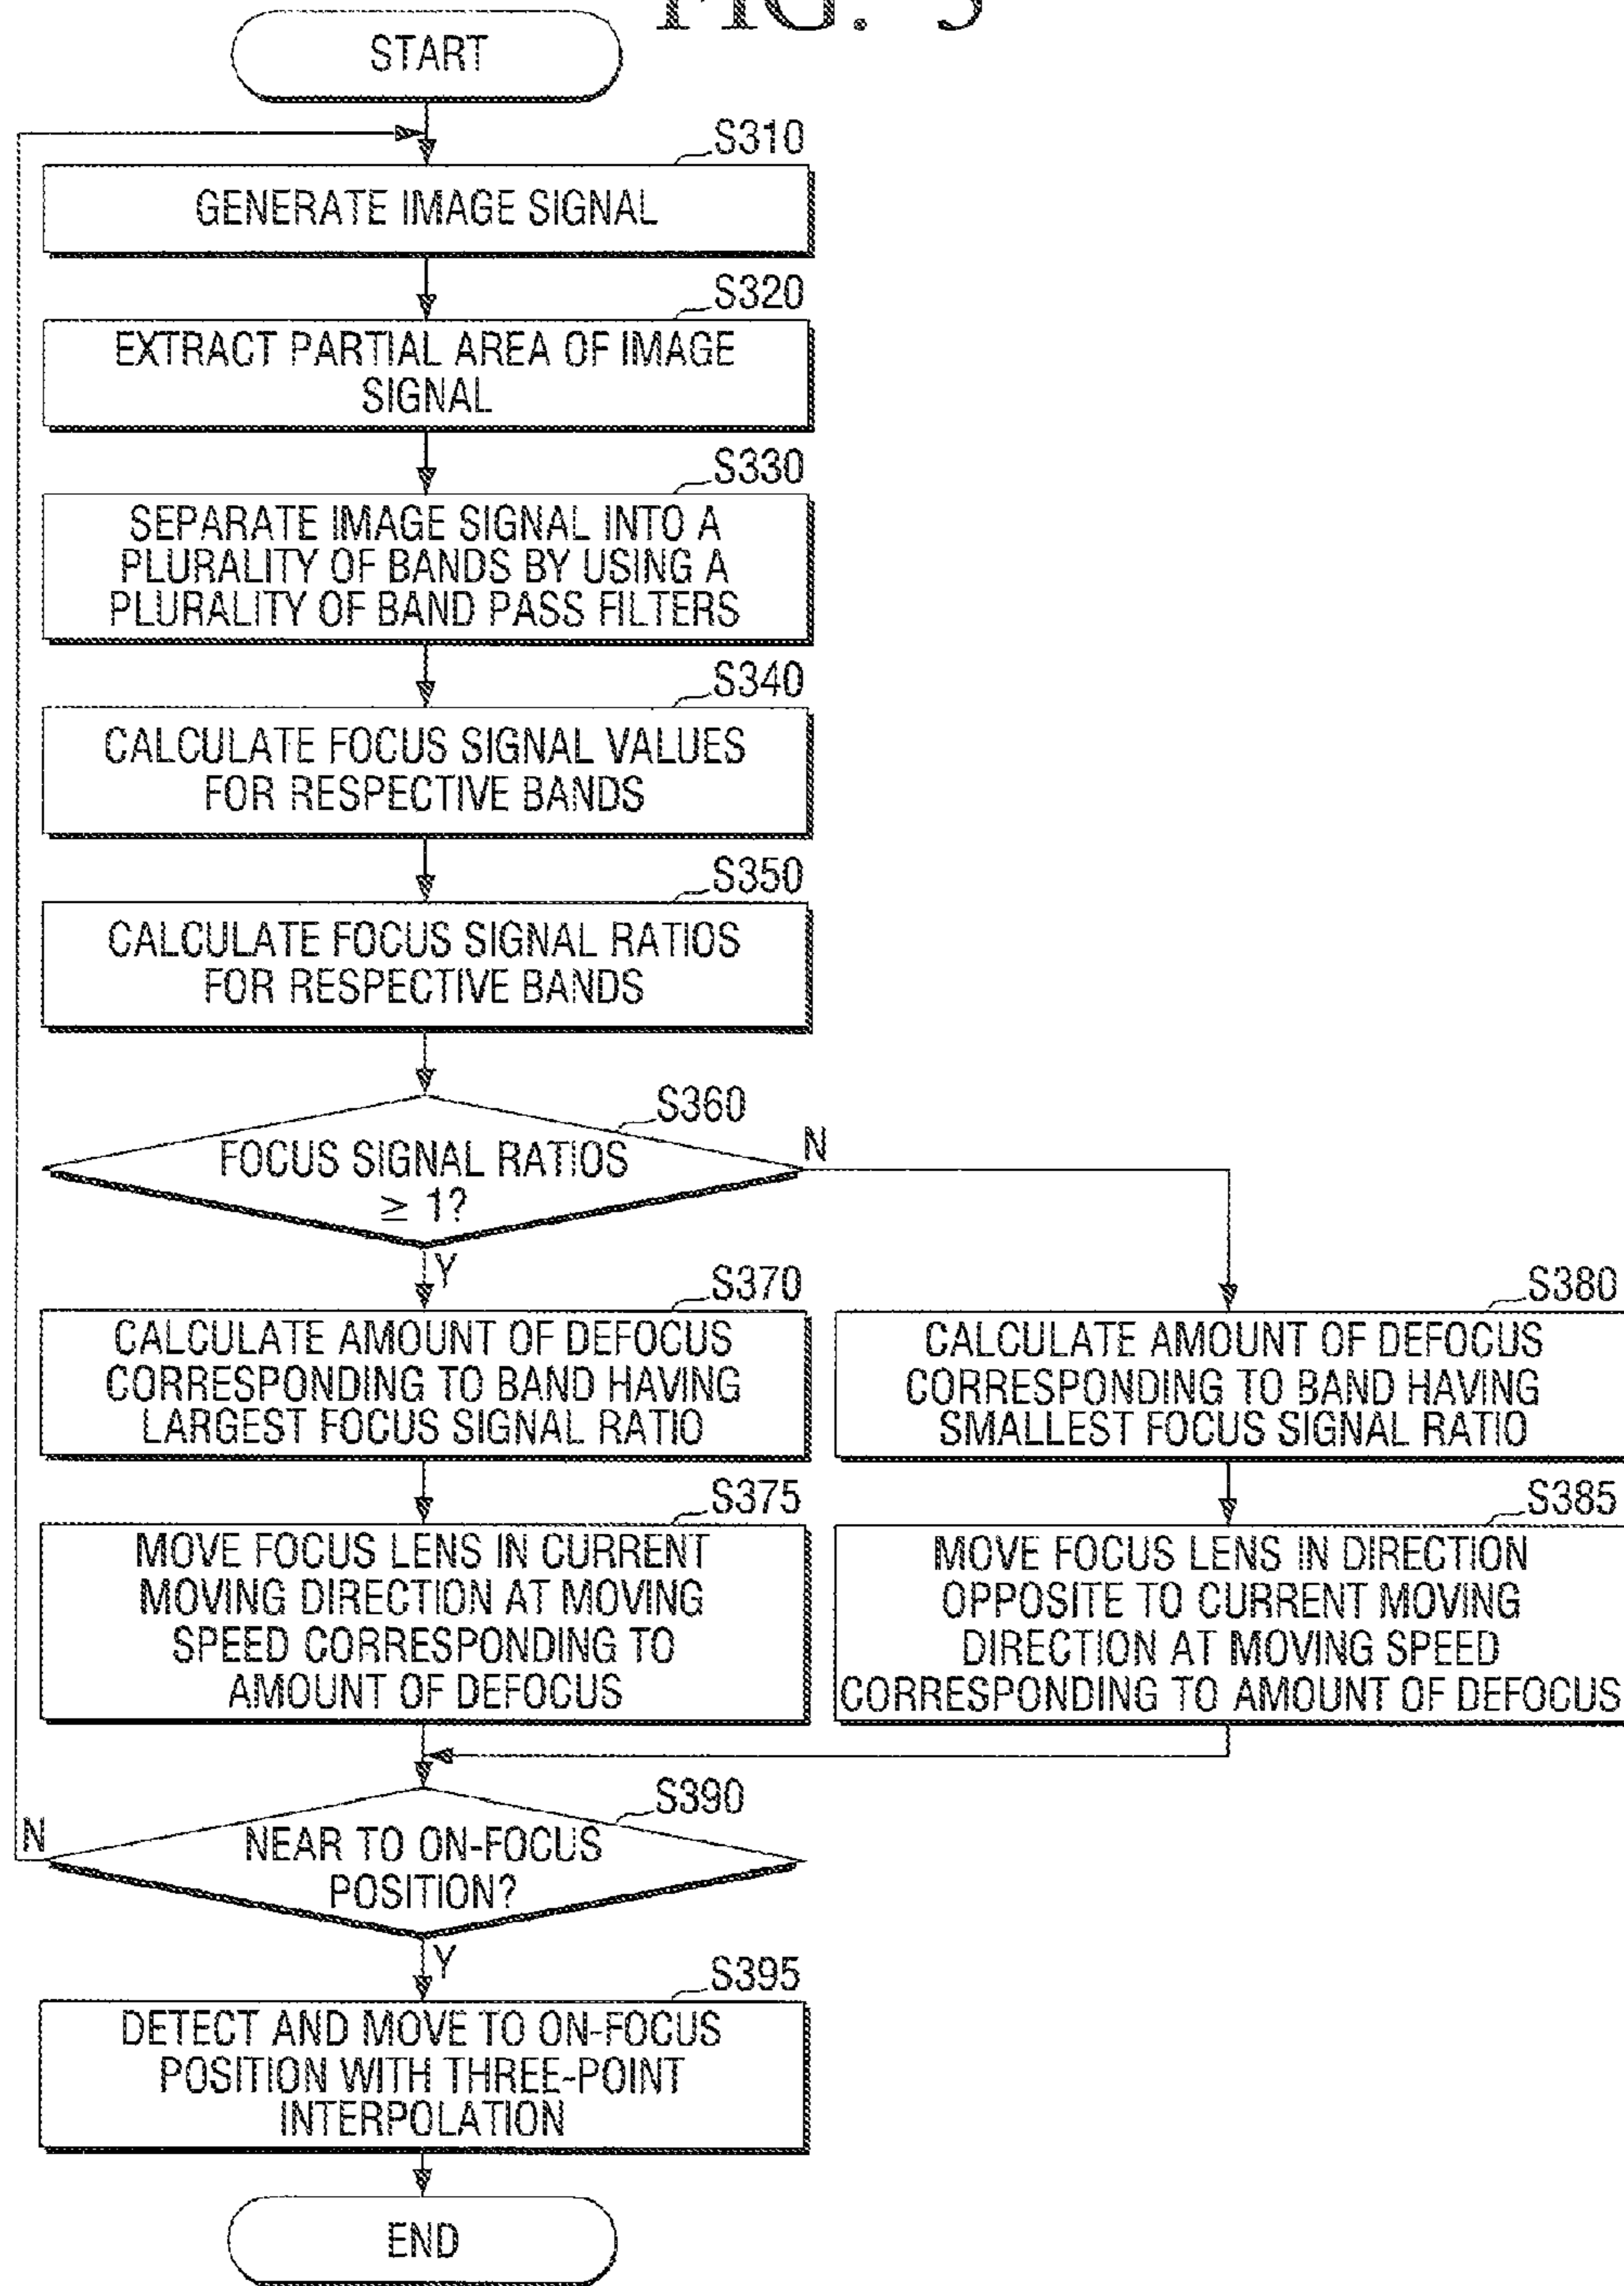 FIG. 3
START
S310
GENERATE IMAGE SIGNAL
S320
EXTRACT PARTIAL AREA OF IMAGE
SIGNAL
S330
SEPARATE IMAGE SIGNAL INTO A
PLURALITY OF BANDS BY USING A
PLURALITY OF BAND PASS FILTERS
S340
CALCULATE FOCUS SIGNAL VALUES
FOR RESPECTIVE BANDS
S350
CALCULATE FOCUS SIGNAL RATIOS
FOR RESPECTIVE BANDS
S360
FOCUS SIGNAL RATIOS
≥ 1?
N
Y
S370
CALCULATE AMOUNT OF DEFOCUS
CORRESPONDING TO BAND HAVING
LARGEST FOCUS SIGNAL RATIO
S380
CALCULATE AMOUNT OF DEFOCUS
CORRESPONDING TO BAND HAVING
SMALLEST FOCUS SIGNAL RATIO
S375
MOVE FOCUS LENS IN CURRENT
MOVING DIRECTION AT MOVING
SPEED CORRESPONDING TO
AMOUNT OF DEFOCUS
S385
MOVE FOCUS LENS IN DIRECTION
OPPOSITE TO CURRENT MOVING
DIRECTION AT MOVING SPEED
CORRESPONDING TO AMOUNT OF DEFOCUS
S390
N
NEAR TO ON-FOCUS
POSITION?
Y
S395
DETECT AND MOVE TO ON-FOCUS
POSITION WITH THREE-POINT
INTERPOLATION
END